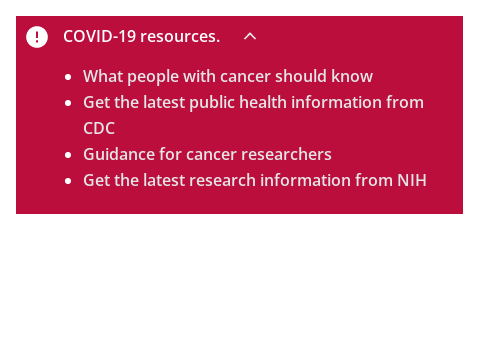 COVID-19 resources.
What people with cancer should know
Get the latest public health information from
CDC
Guidance for cancer researchers
Get the latest research information from NIH